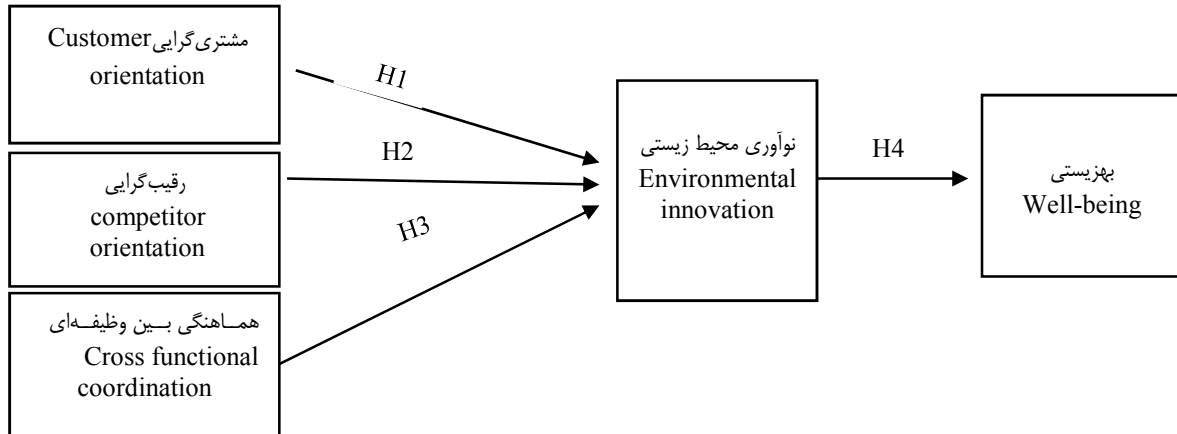 مشتری‌گرایی Customer
orientation
H1
H2
رقیب‌گرایی
competitor
orientation
H3
هماهنگی بین وظیفه‌ای
Cross functional
coordination
نوآوری محیط زیستی
Environmental
innovation
H4
بهزیستی
Well-being